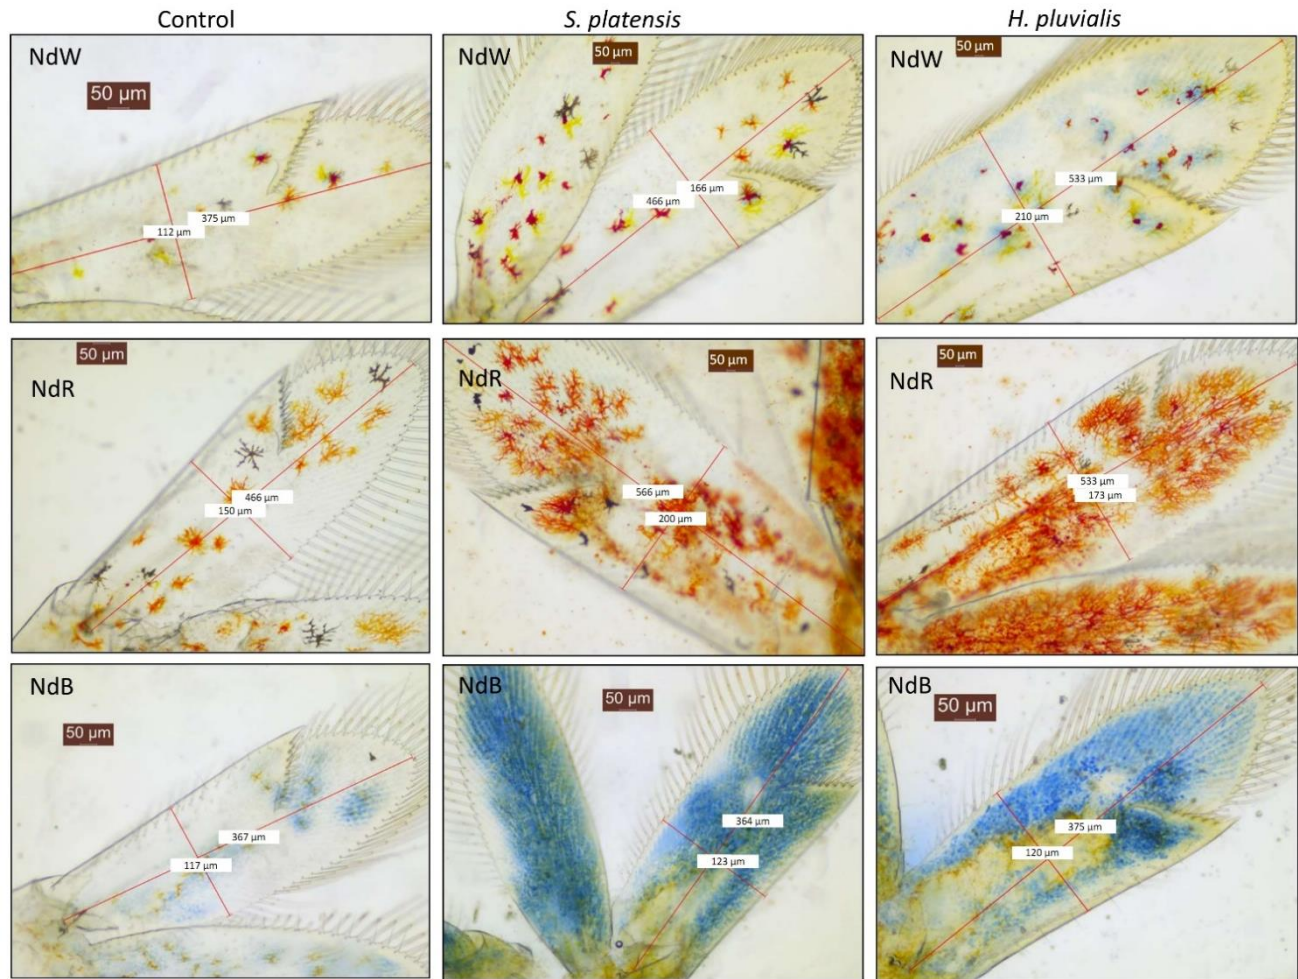 Control
S. platensis
H. pluvialis
NdW
50 µm
375 µm
112 µm
NdW
50 µm
166 µm
466 µm
NdW
50 µm
533 µm
210 µm
NdR
50 µm
466 µm
150 µm
NdR
50 µm
566 µm
200 µm
NdR
50 µm
533 µm
173 µm
NdB
50 µm
367 µm
117 µm
NdB
50 µm
364 µm
123 µm
NdB
50 µm
375 µm
120 µm